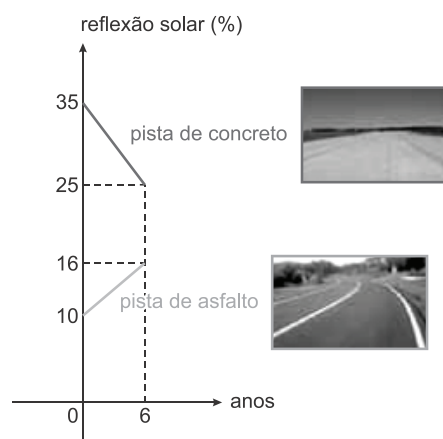 reflexão solar (%)
35
pista de concreto
25
16
pista de asfalto
10
anos
0
6